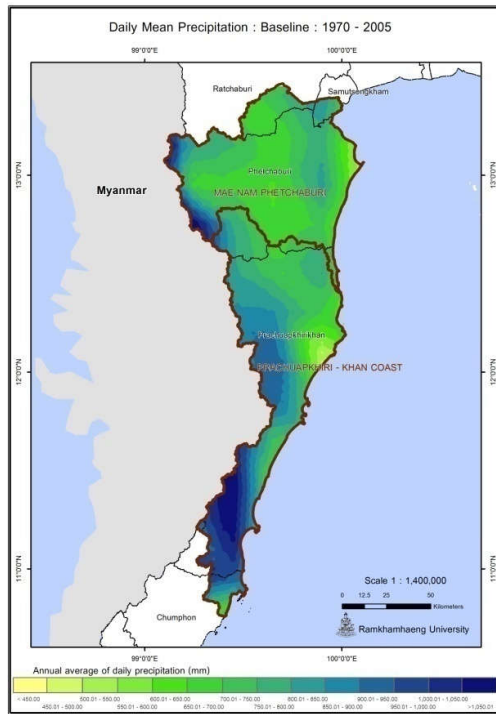 Daily Mean Precipitation : Baseline : 1970 - 2005
99°0'0"E
100°0'0"E
Ratchaburi
Samutsongkham
13°0'0"N
13°0'0"N
Phetchaburi
Myanmar
MAE NAM PHETCHABURI
Prachuapkhirikhan
12°0'0"N
PRACHUAPKHIRI - KHAN COAST
12°0'0"N
11°0'0"N
11°0'0"N
Scale 1 : 1,400,000
0 12.5 25 50
Kilometers
Chumphon
Ramkhamhaeng University
99°0'0"E
100°0'0"E
Annual average of daily precipitation (mm)
< 450.00 500.01 - 550.00 600.01 - 650.00 700.01 - 750.00 800.01 - 850.00 900.01 - 950.00 1,000.01 - 1,050.00
450.01 - 500.00 550.01 - 600.00 650.01 - 700.00 750.01 - 800.00 850.01 - 900.00 950.01 - 1,000.00 >1,050.01